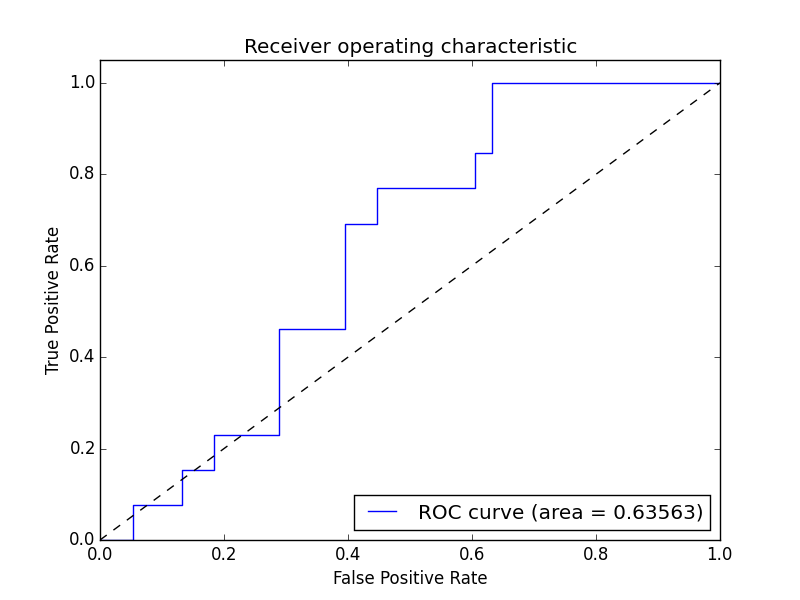 Receiver operating characteristic
1.0
0.8
0.6
0.4
0.2
0.0
True Positive Rate
ROC curve (area = 0.63563)
0.0 0.2 0.4 0.6 0.8 1.0
False Positive Rate